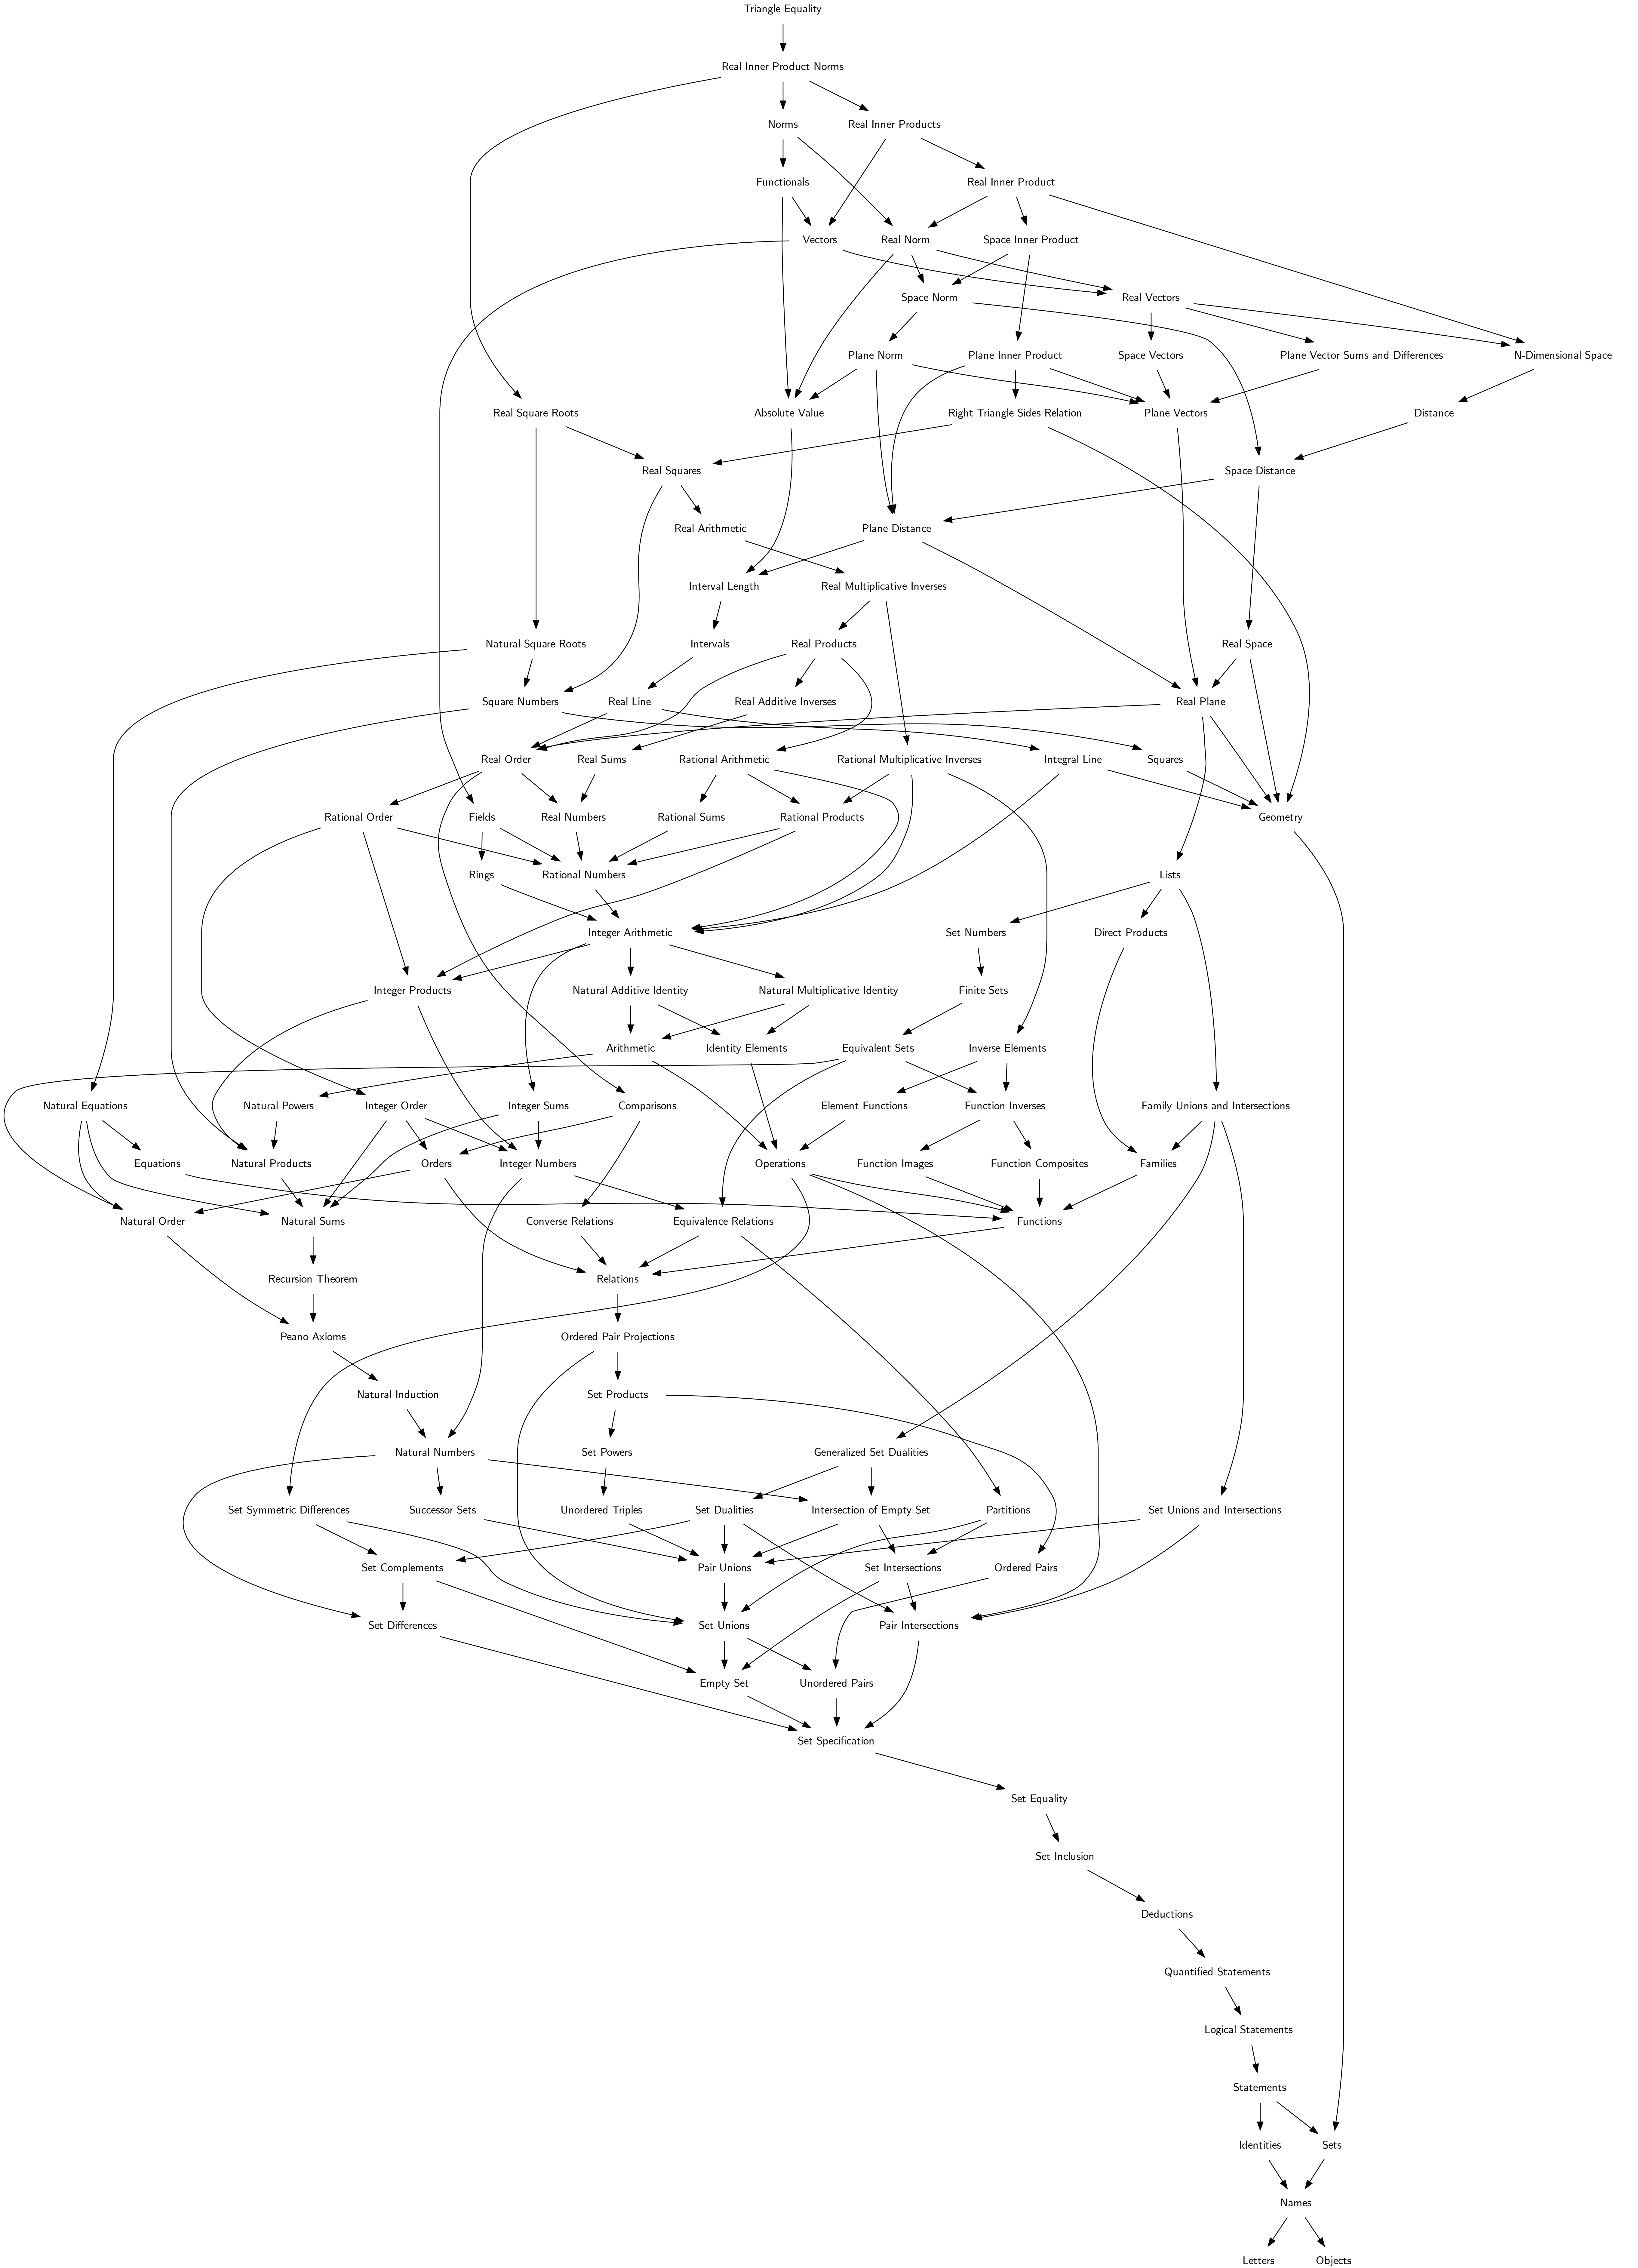 Triangle Equality
Real Inner Product Norms
Norms
Real Inner Products
Functionals
Real Inner Product
Vectors
Real Norm
Space Inner Product
Space Norm
Real Vectors
Plane Norm
Plane Inner Product
Space Vectors
Plane Vector Sums and Differences
N-Dimensional Space
Real Square Roots
Absolute Value
Right Triangle Sides Relation
Plane Vectors
Distance
Real Squares
Space Distance
Real Arithmetic
Plane Distance
Interval Length
Real Multiplicative Inverses
Natural Square Roots
Intervals
Real Products
Real Space
Square Numbers
Real Line
Real Additive Inverses
Real Plane
Real Order
Real Sums
Rational Arithmetic
Rational Multiplicative Inverses
Integral Line
Squares
Rational Order
Fields
Real Numbers
Rational Sums
Rational Products
Geometry
Rings
Rational Numbers
Lists
Integer Arithmetic
Set Numbers
Direct Products
Integer Products
Natural Additive Identity
Natural Multiplicative Identity
Finite Sets
Arithmetic
Identity Elements
Equivalent Sets
Inverse Elements
Natural Equations
Natural Powers
Integer Order
Integer Sums
Comparisons
Element Functions
Function Inverses
Family Unions and Intersections
Equations
Natural Products
Orders
Integer Numbers
Operations
Function Images
Function Composites
Families
Natural Order
Natural Sums
Converse Relations
Equivalence Relations
Functions
Recursion Theorem
Relations
Peano Axioms
Ordered Pair Projections
Natural Induction
Set Products
Natural Numbers
Set Powers
Generalized Set Dualities
Set Symmetric Differences
Successor Sets
Unordered Triples
Set Dualities
Intersection of Empty Set
Partitions
Set Unions and Intersections
Set Complements
Pair Unions
Set Intersections
Ordered Pairs
Set Differences
Set Unions
Pair Intersections
Empty Set
Unordered Pairs
Set Specification
Set Equality
Set Inclusion
Deductions
Quantified Statements
Logical Statements
Statements
Identities
Sets
Names
Letters
Objects